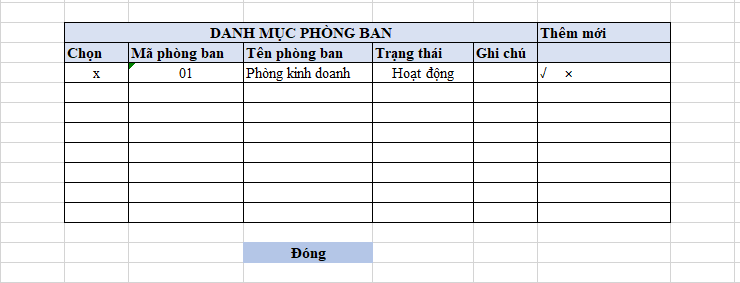 DANH MỤC PHÒNG BAN Thêm mới
Chọn Mã phòng ban Tên phòng ban Trạng thái Ghi chú
x 01 Phòng kinh doanh Hoạt động √ ×
Đóng